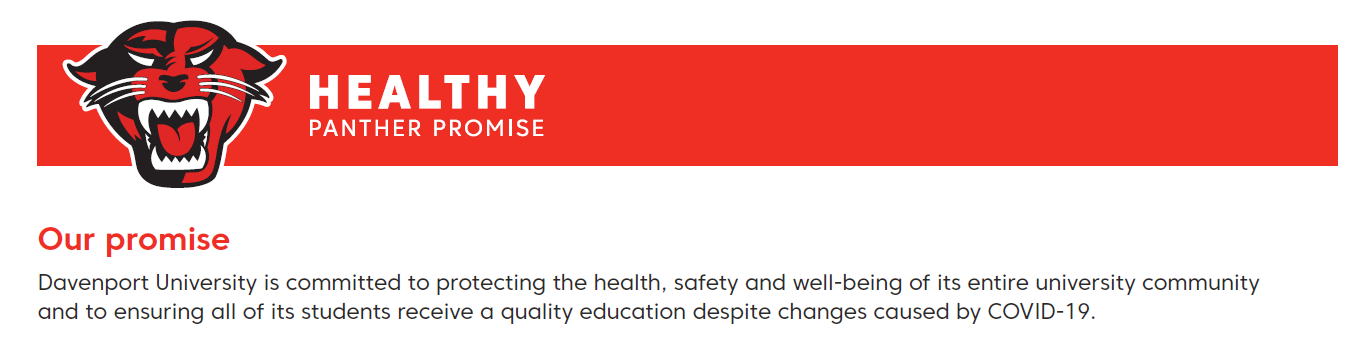 HEALTHY
PANTHER PROMISE
Our promise
Davenport University is committed to protecting the health, safety and well-being of its entire university community
and to ensuring all of its students receive a quality education despite changes caused by COVID-19.